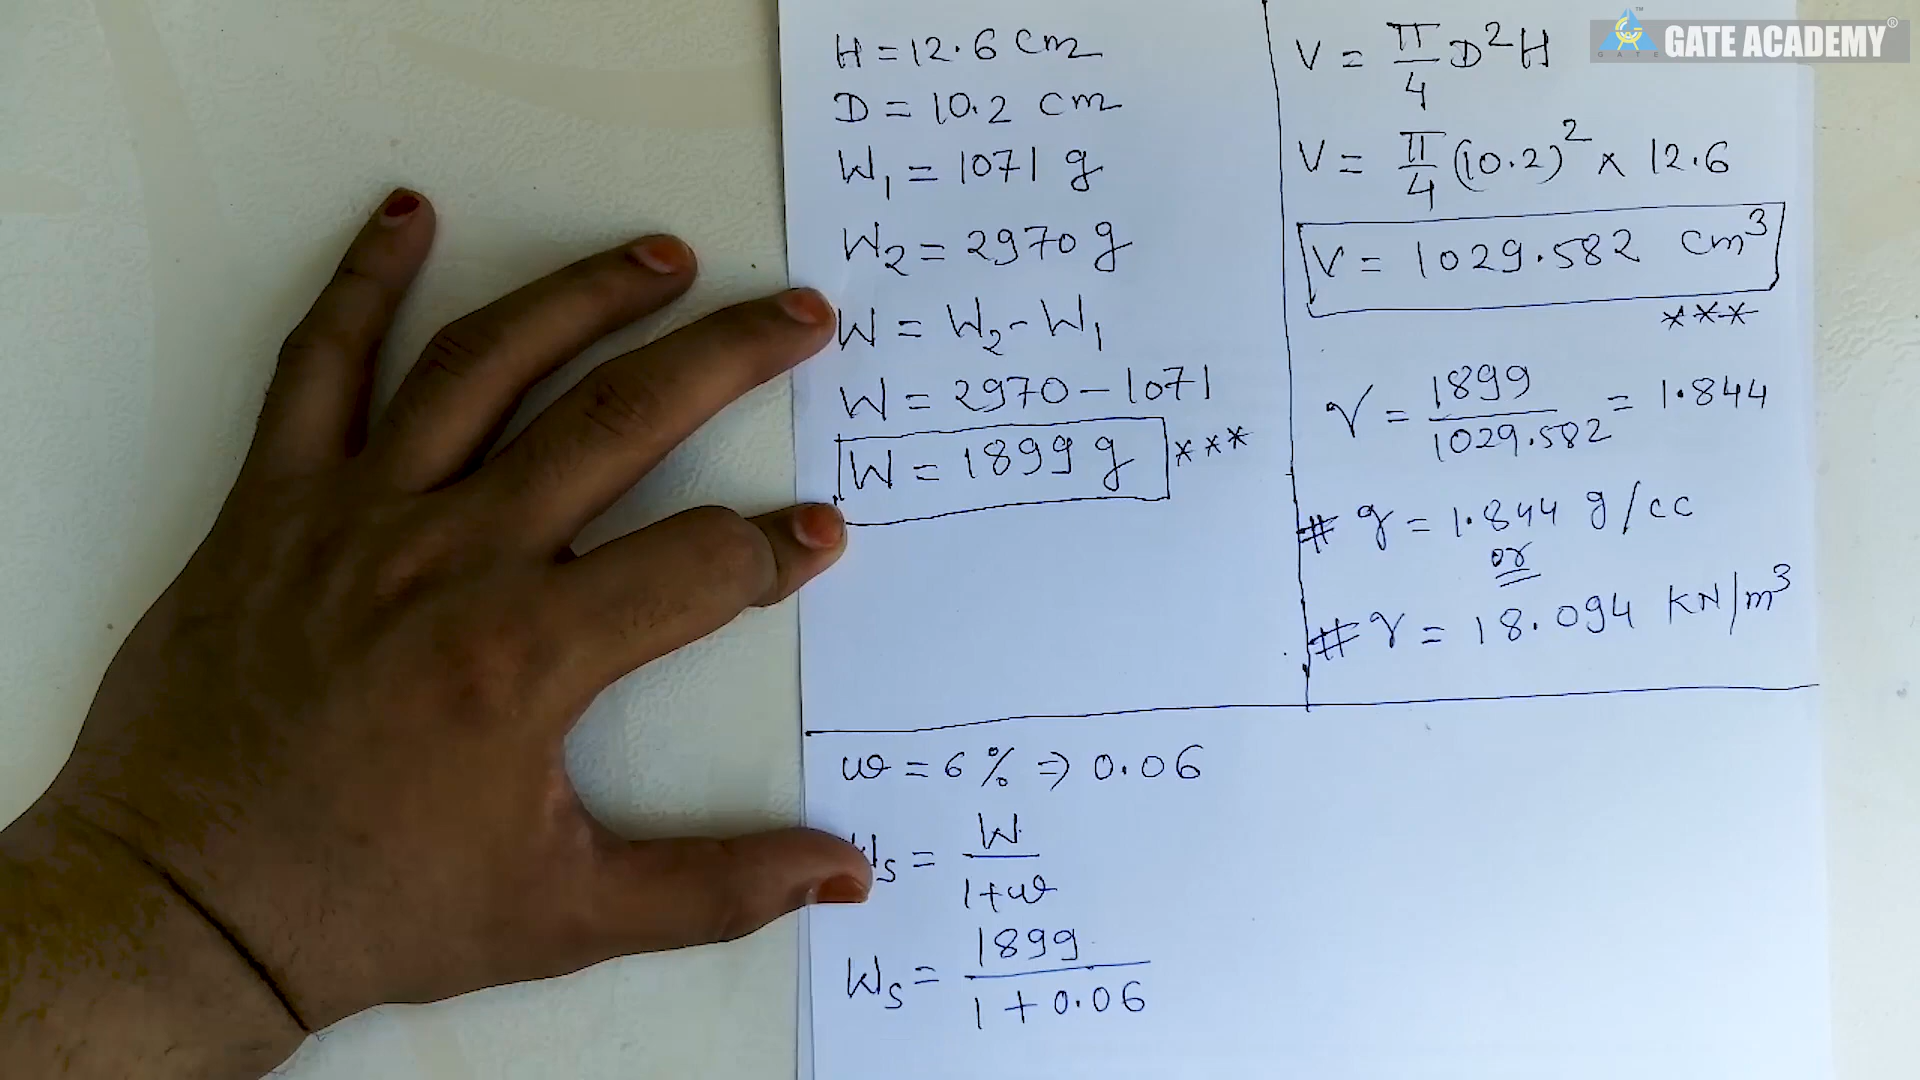 H = 12.6 cm
D = 10.2 cm
W₁ = 1071 g
W₂ = 2970 g
W = W₂ - W₁
W = 2970 - 1071
W = 1899 g ***
V = π/4 D² H
V = π/4 (10.2)² × 12.6
V = 1029.582 cm³
***
γ = 1899/1029.582 = 1.844
# γ = 1.844 g/cc
or
# γ = 18.094 KN/m³
w = 6 % ⇒ 0.06
Ws = W/1+w
Ws = 1899/1 + 0.06
GATE ACADEMY®
GATE